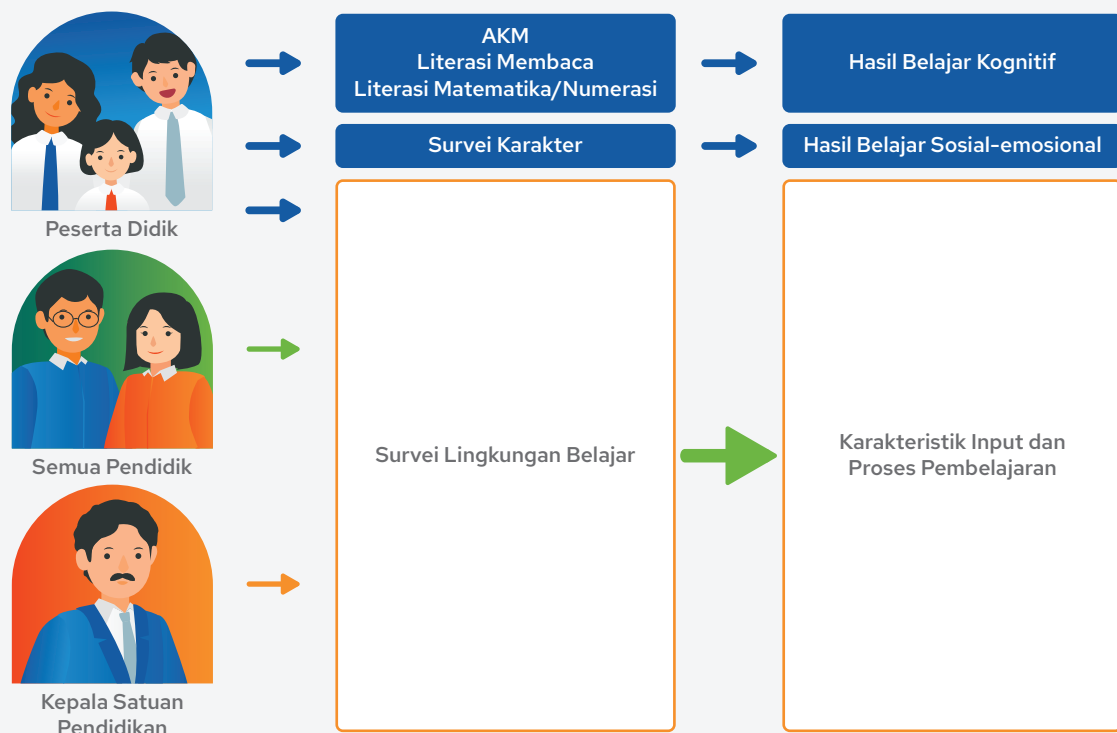 AKM
Literasi Membaca
Literasi Matematika/Numerasi
Hasil Belajar Kognitif
Survei Karakter
Hasil Belajar Sosial-emosional
Peserta Didik
Semua Pendidik
Survei Lingkungan Belajar
Karakteristik Input dan
Proses Pembelajaran
Kepala Satuan
Pendidikan